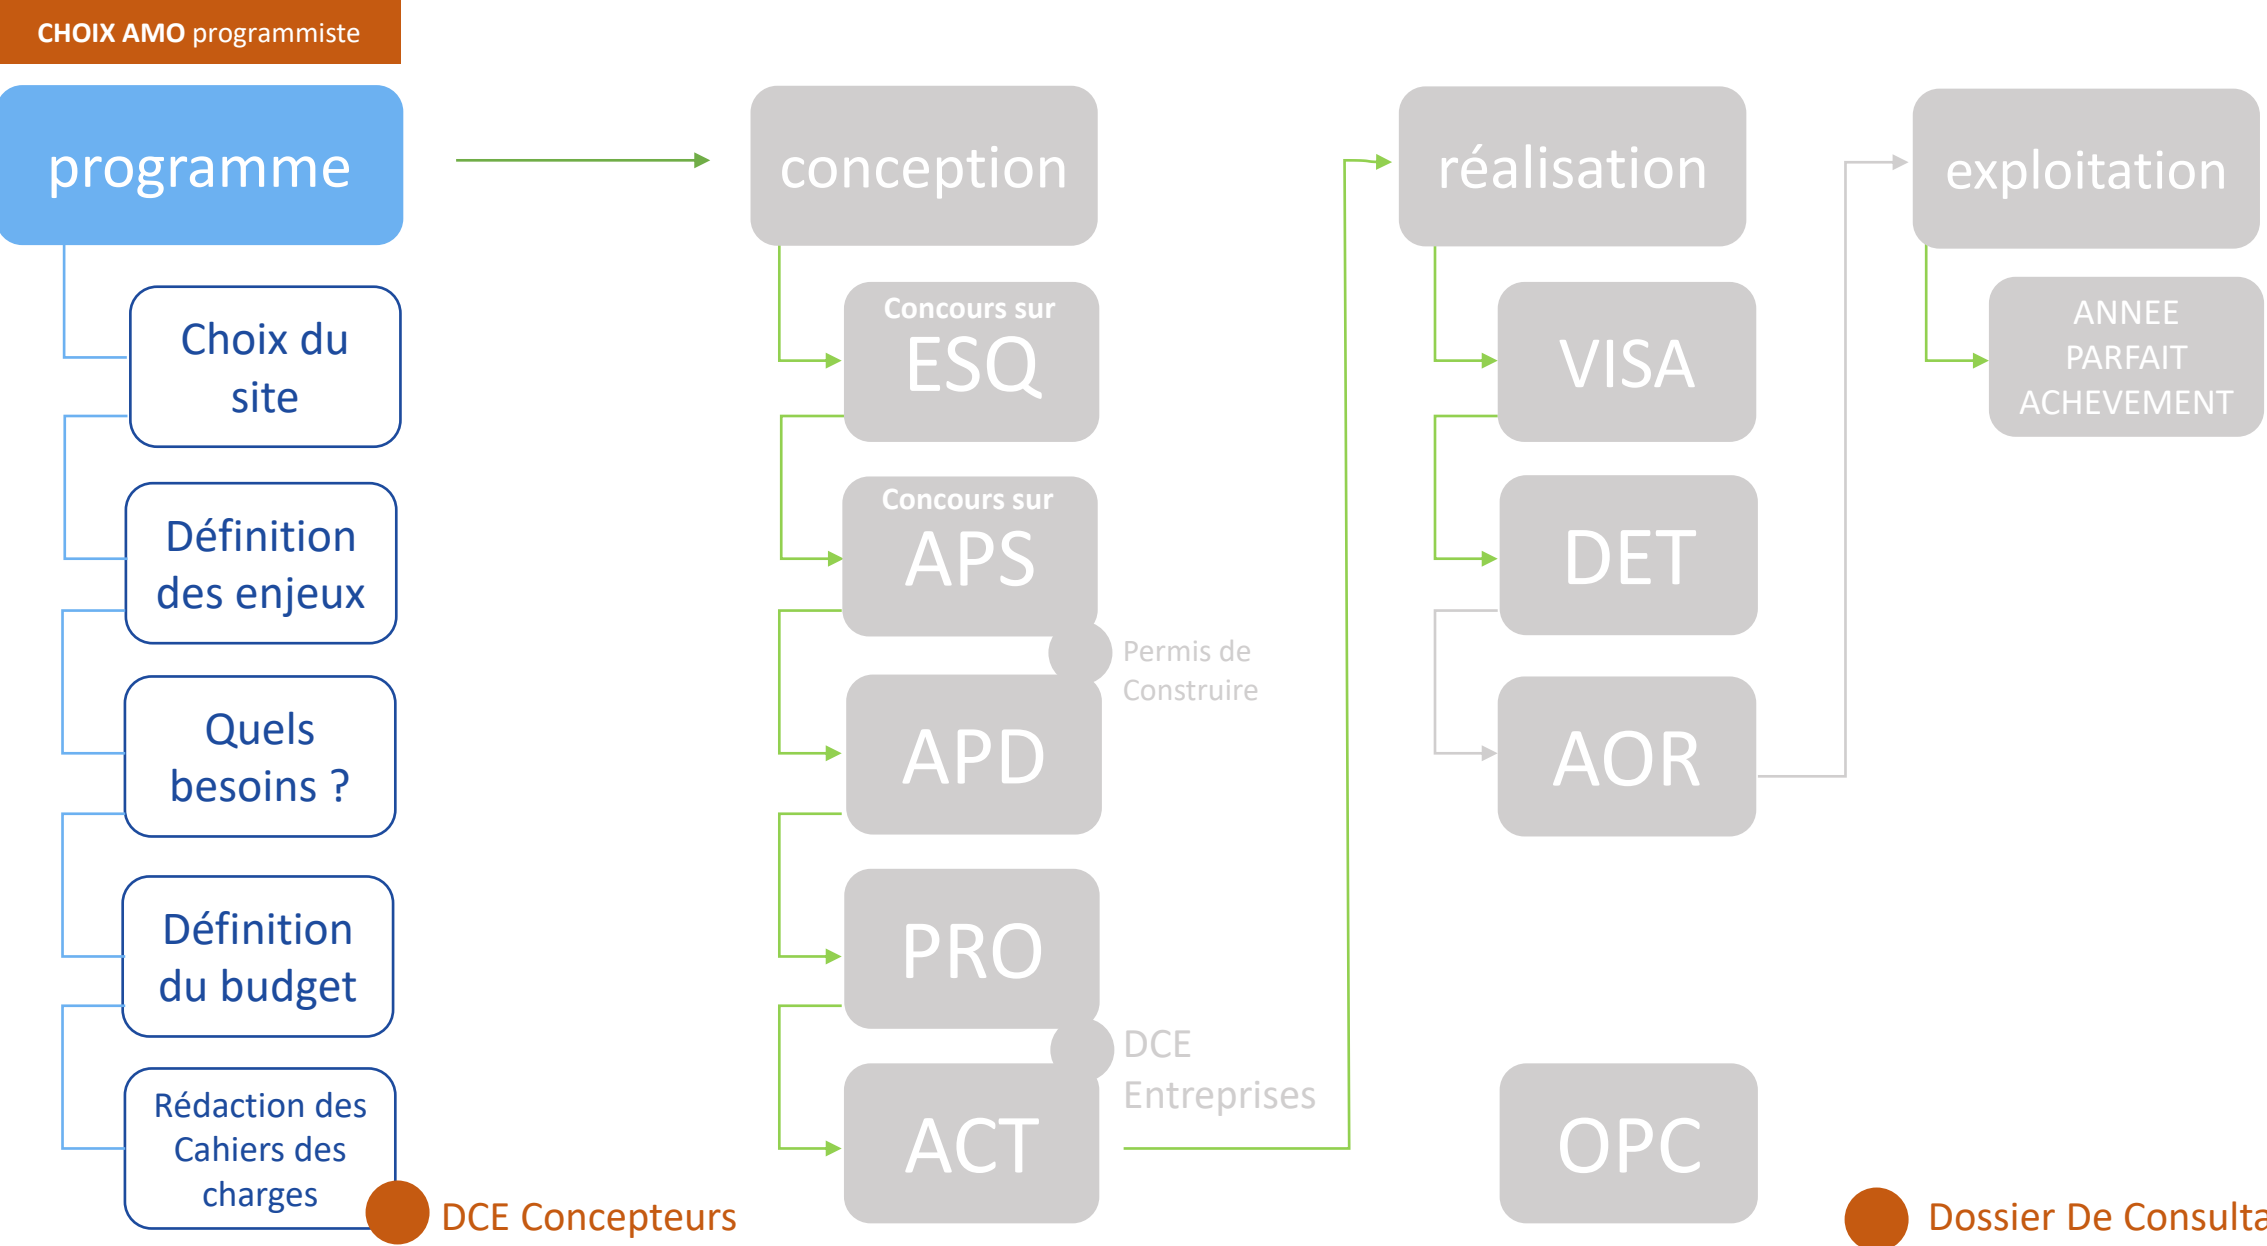 CHOIX AMO programmiste
programme
Choix du
site
Définition
des enjeux
Quels
besoins ?
Définition
du budget
Rédaction des
Cahiers des
charges
DCE Concepteurs
conception
Concours sur
ESQ
Concours sur
APS
Permis de
Construire
APD
PRO
DCE
Entreprises
ACT
réalisation
VISA
DET
AOR
OPC
exploitation
ANNEE
PARFAIT
ACHEVEMENT
Dossier De